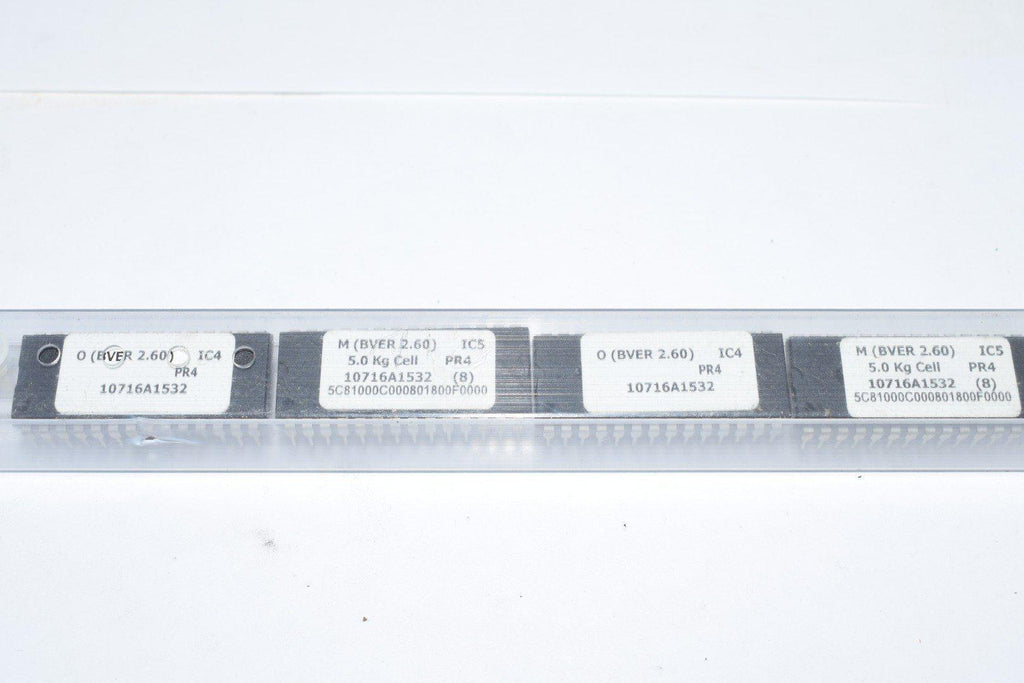 O (BVER 2.60) IC4
PR4
10716A1532
M (BVER 2.60) IC5
5.0 Kg Cell PR4
10716A1532 (8)
5C81000C000801800F0000
O (BVER 2.60) IC4
PR4
10716A1532
M (BVER 2.60) IC5
5.0 Kg Cell PR4
10716A1532 (8)
5C81000C000801800F0000